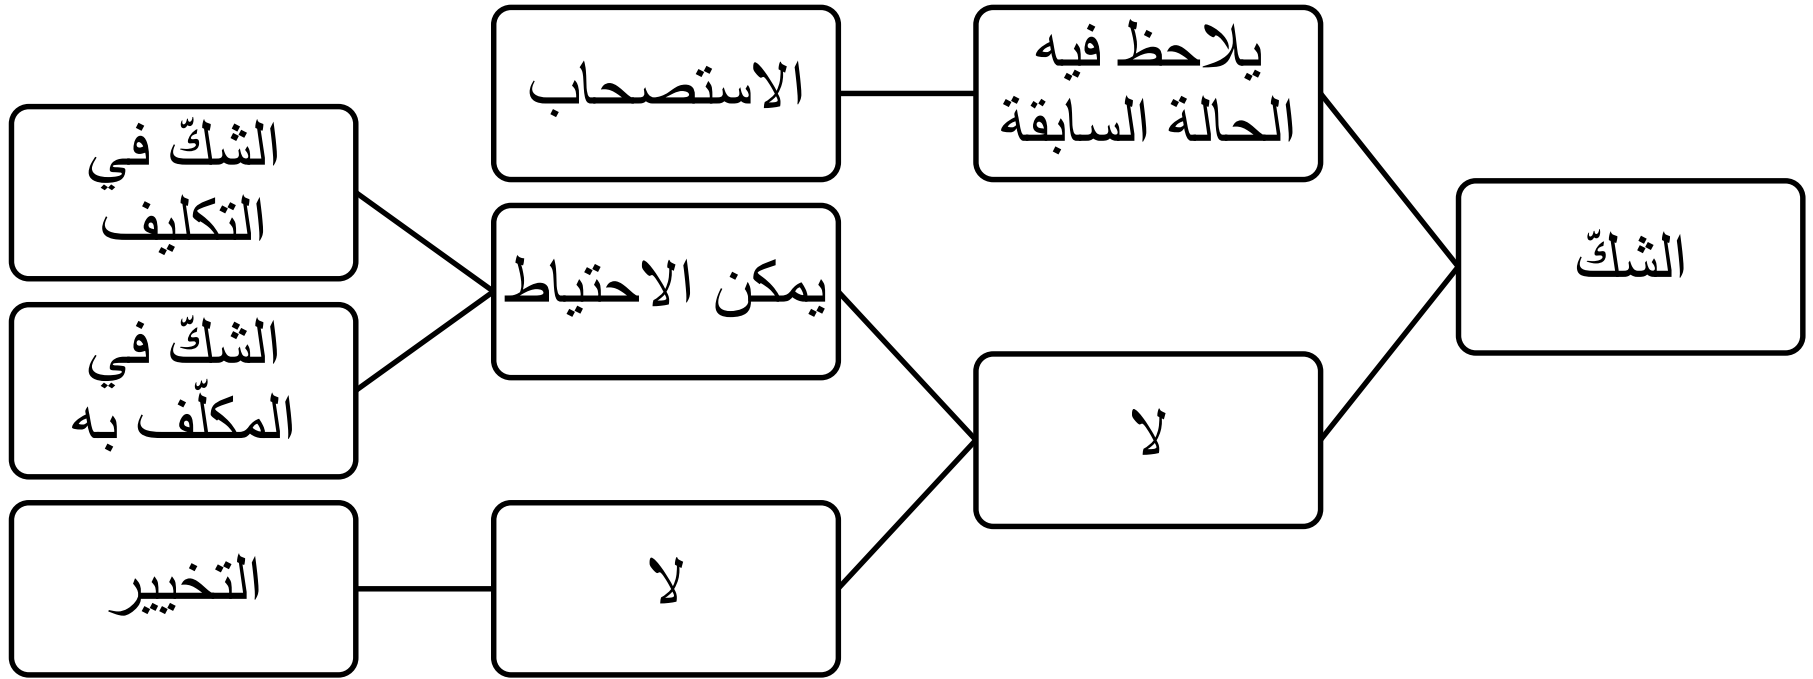 الشكّ
يلاحظ فيه
الحالة السابقة
الاستصحاب
لا
يمكن الاحتياط
الشكّ في
التكليف
الشكّ في
المكلّف به
لا
التخيير